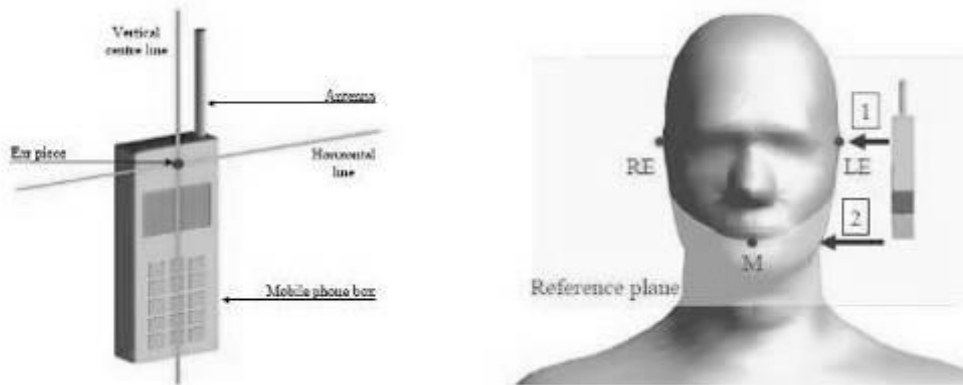 Vertical
centre line
Antenna
Ear piece
Horizontal
line
Mobile phone box
1
RE
LE
2
M
Reference plane